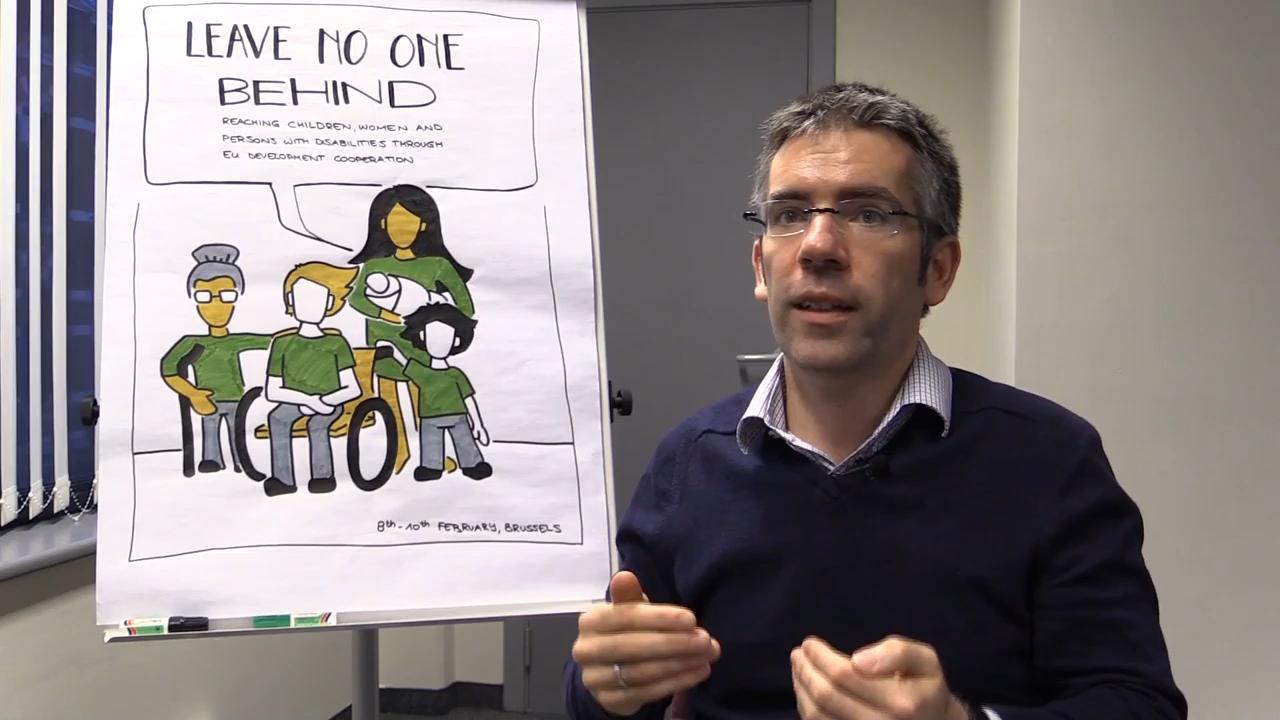 LEAVE NO ONE
BEHIND
REACHING CHILDREN, WOMEN AND
PERSONS WITH DISABILITIES THROUGH
EU DEVELOPMENT COOPERATION
8th-10th FEBRUARY, BRUSSELS